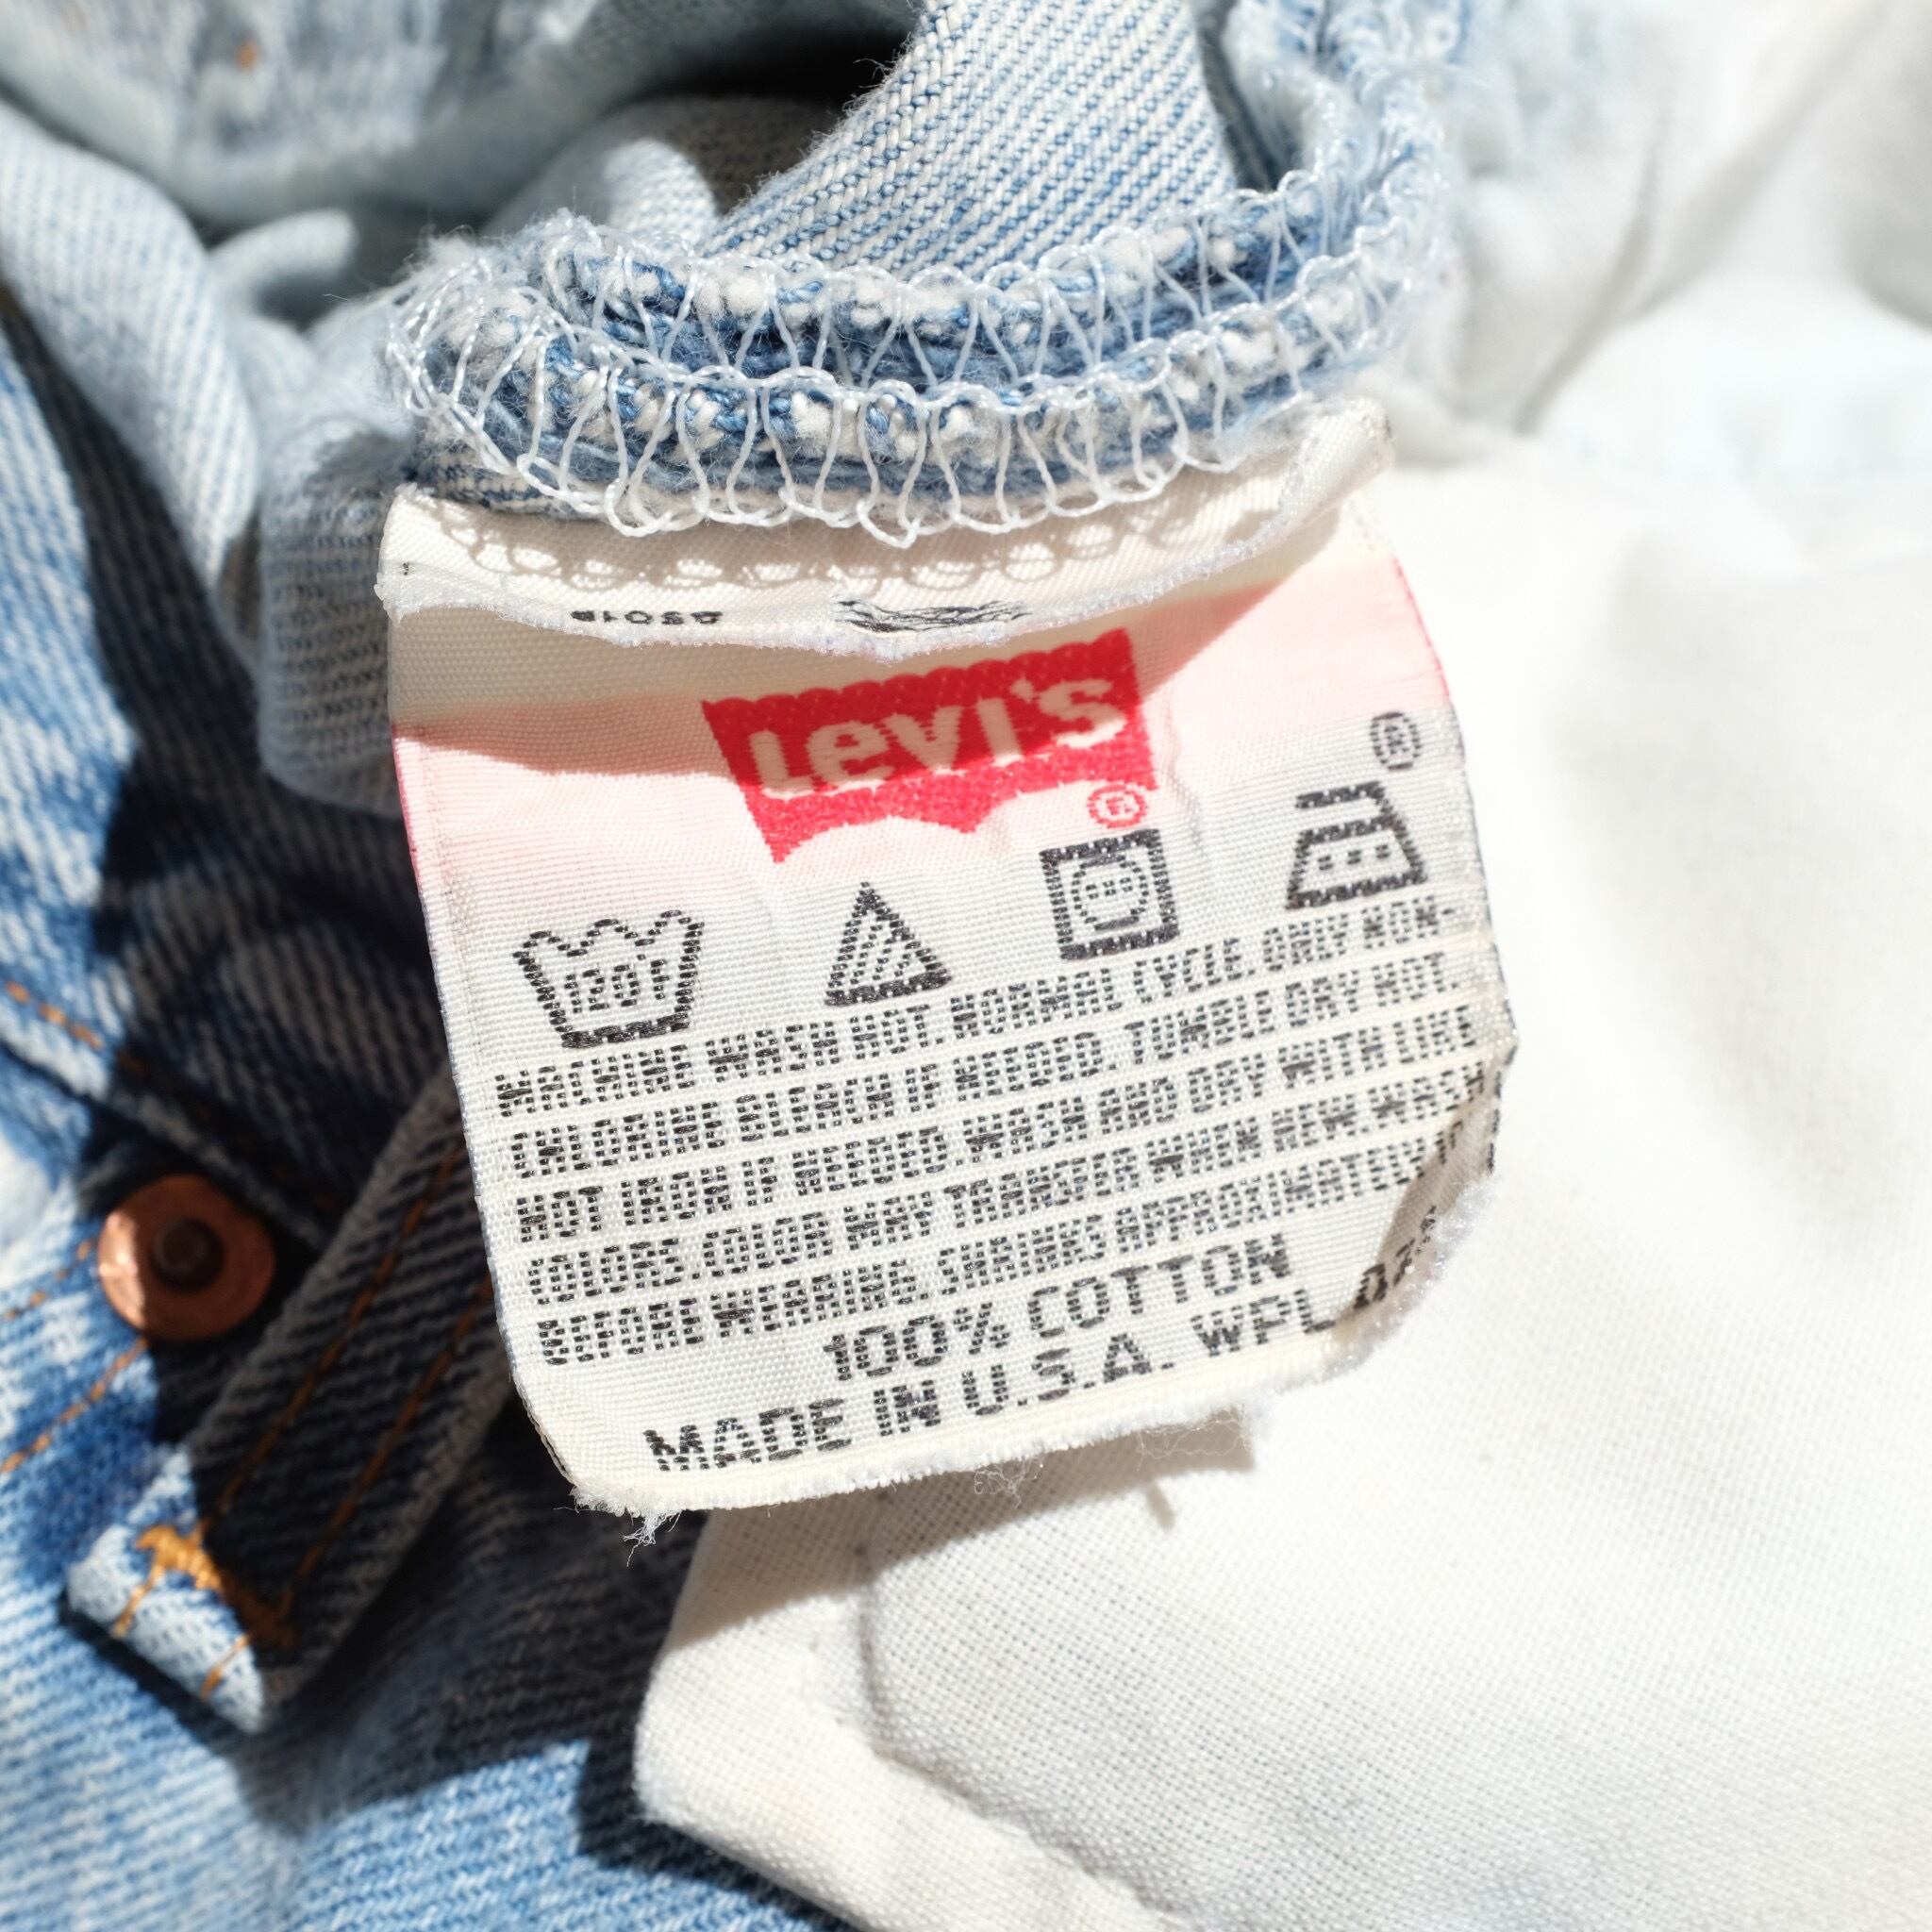 Levi's
®
®
120°F
MACHINE WASH HOT. NORMAL CYCLE. ONLY NON-
CHLORINE BLEACH IF NEEDED. TUMBLE DRY HOT.
HOT IRON IF NEEDED. WASH AND DRY WITH LIKE
COLORS. COLOR MAY TRANSFER WHEN NEW. WASH
BEFORE WEARING. SHRINKS APPROXIMATELY
100% COTTON
MADE IN U.S.A. WPL